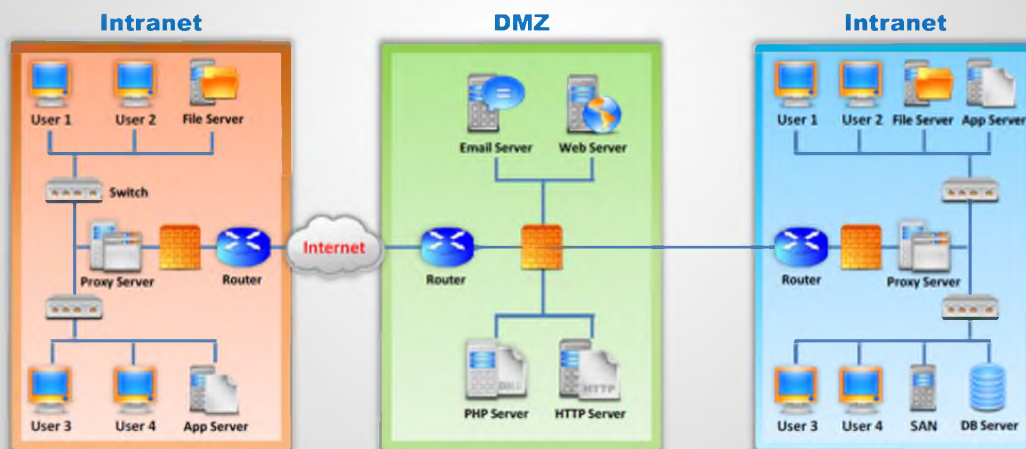 Intranet
DMZ
Intranet
User 1
User 2
File Server
Switch
Proxy Server
Router
User 3
User 4
App Server
Internet
Email Server
Web Server
Router
PHP Server
HTTP
HTTP Server
User 1
User 2
File Server
App Server
Router
Proxy Server
User 3
User 4
SAN
DB Server